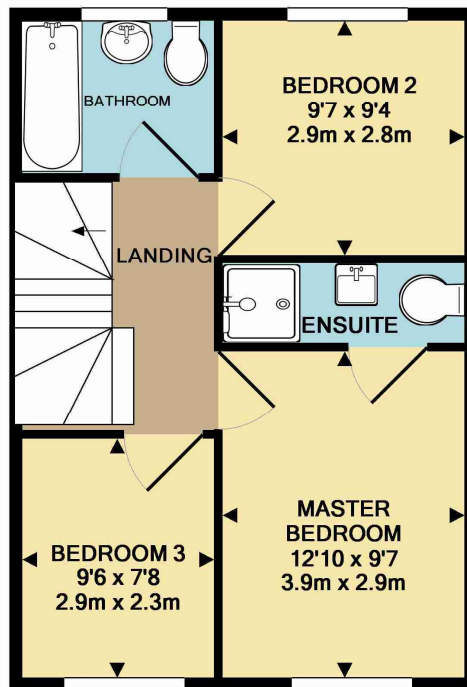 BATHROOM
BEDROOM 2
9'7 x 9'4
2.9m x 2.8m
LANDING
ENSUITE
BEDROOM 3
9'6 x 7'8
2.9m x 2.3m
MASTER
BEDROOM
12'10 x 9'7
3.9m x 2.9m